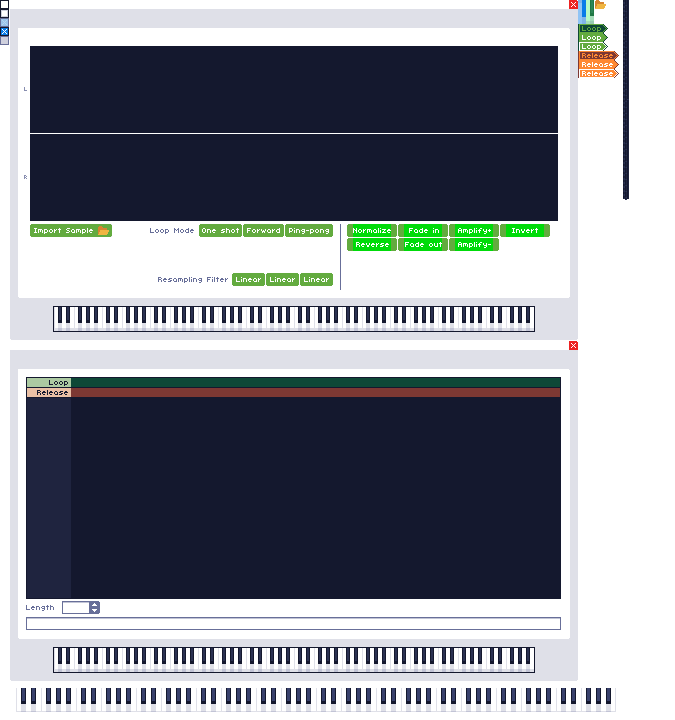 Loop
Loop
Loop
Release
Release
Release
L
R
Import Sample Loop Mode One shot Forward Ping-pong Normalize Fade in Amplify+ Invert
Reverse Fade out Amplify-
Resampling Filter Linear Linear Linear
Loop
Release
Length